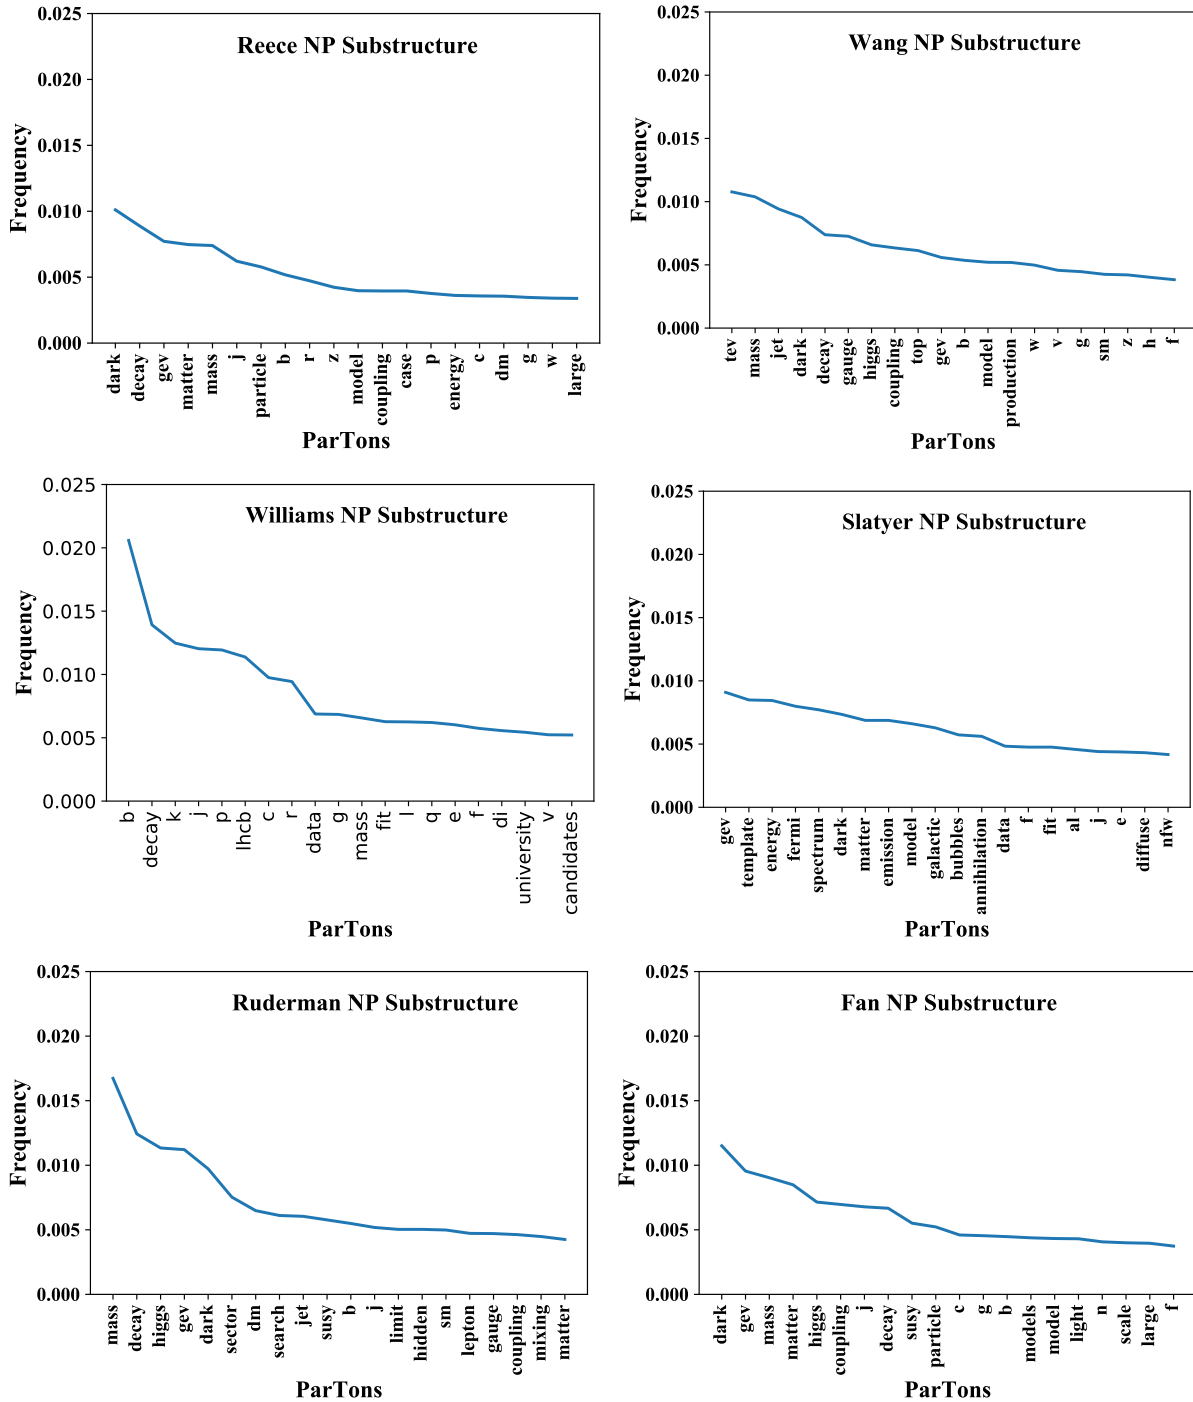 Reece NP Substructure
Frequency
0.025
0.020
0.015
0.010
0.005
0.000
dark
decay
gev
matter
mass
j
particle
b
r
z
model
coupling
case
p
energy
c
dm
g
w
large
ParTons
Wang NP Substructure
Frequency
0.025
0.020
0.015
0.010
0.005
0.000
tev
mass
jet
dark
decay
gauge
higgs
coupling
top
gev
b
model
production
w
v
g
sm
z
h
f
ParTons
Williams NP Substructure
Frequency
0.025
0.020
0.015
0.010
0.005
0.000
b
decay
k
j
p
lhcb
c
r
data
g
mass
fit
l
q
e
f
di
university
v
candidates
ParTons
Slatyer NP Substructure
Frequency
0.025
0.020
0.015
0.010
0.005
0.000
gev
template
energy
fermi
spectrum
dark
matter
emission
model
galactic
bubbles
annihilation
data
f
fit
al
j
e
diffuse
nfw
ParTons
Ruderman NP Substructure
Frequency
0.025
0.020
0.015
0.010
0.005
0.000
mass
decay
higgs
gev
dark
sector
dm
search
jet
susy
b
j
limit
hidden
sm
lepton
gauge
coupling
mixing
matter
ParTons
Fan NP Substructure
Frequency
0.025
0.020
0.015
0.010
0.005
0.000
dark
gev
mass
matter
higgs
coupling
j
decay
susy
particle
c
g
b
models
model
light
n
scale
large
f
ParTons